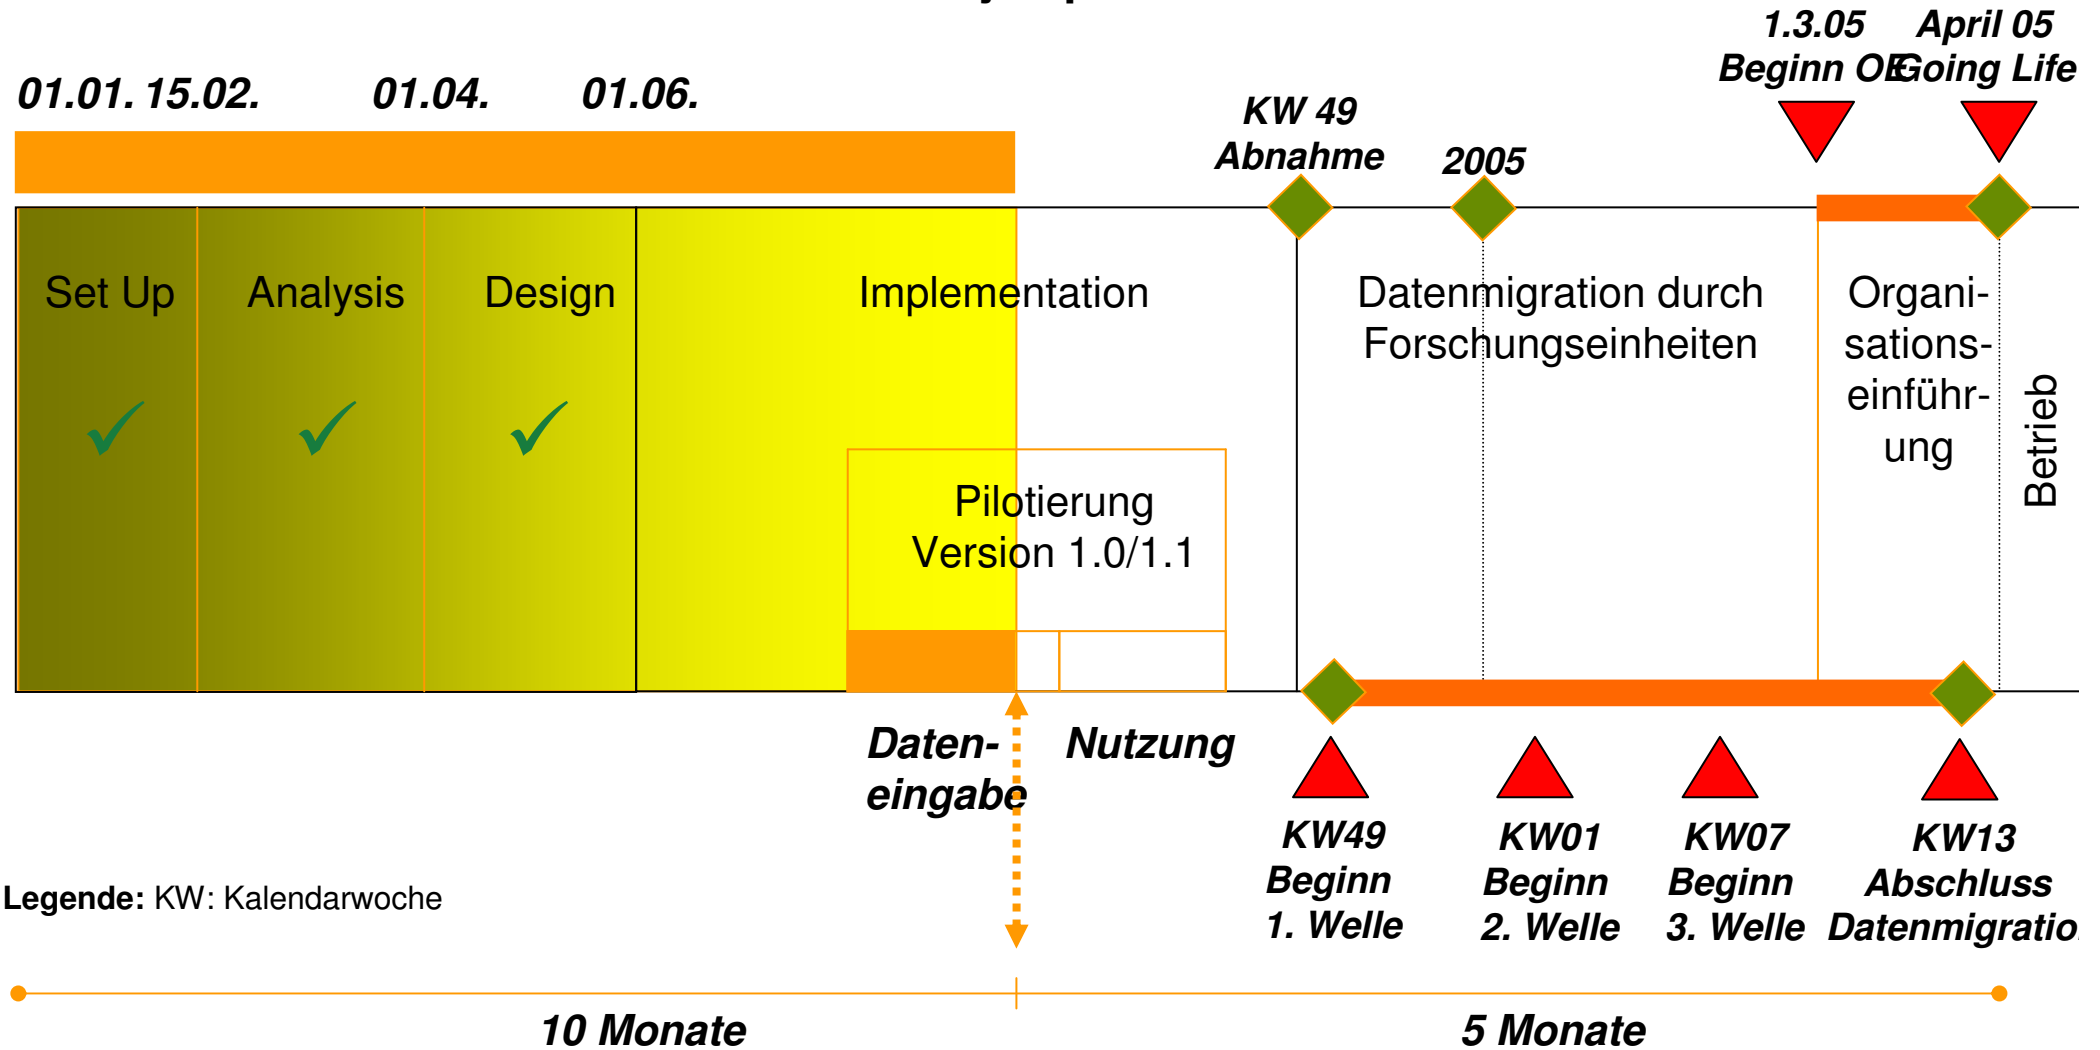 1.3.05
Beginn OE
April 05
Going Life
01.01. 15.02. 01.04. 01.06.
KW 49
Abnahme
2005
Set Up
Analysis
Design
Implementation
Datenmigration durch
Forschungseinheiten
Organi-
sations-
einführ-
ung
Betrieb
Pilotierung
Version 1.0/1.1
Daten-
eingabe
Nutzung
KW49
Beginn
1. Welle
KW01
Beginn
2. Welle
KW07
Beginn
3. Welle
KW13
Abschluss
Datenmigration
Legende: KW: Kalendarwoche
10 Monate
5 Monate